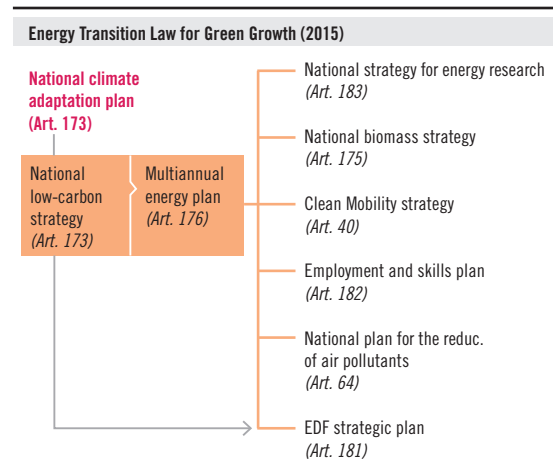 Energy Transition Law for Green Growth (2015)
National climate
adaptation plan
(Art. 173)
National
low-carbon
strategy
(Art. 173)
Multiannual
energy plan
(Art. 176)
National strategy for energy research
(Art. 183)
National biomass strategy
(Art. 175)
Clean Mobility strategy
(Art. 40)
Employment and skills plan
(Art. 182)
National plan for the reduc.
of air pollutants
(Art. 64)
EDF strategic plan
(Art. 181)